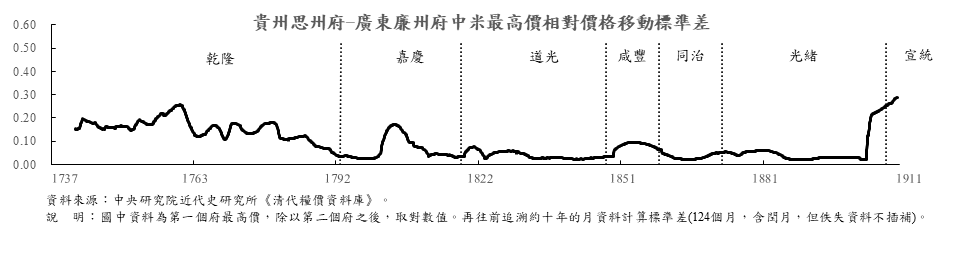 貴州思州府-廣東廉州府中米最高價相對價格移動標準差
0.60
0.50
0.40
0.30
0.20
0.10
0.00
乾隆 嘉慶 道光 咸豐 同治 光緒 宣統
1737 1763 1792 1822 1851 1881 1911
資料來源：中央研究院近代史研究所《清代糧價資料庫》。
說　明：圖中資料為第一個府最高價，除以第二個府之後，取對數值。再往前追溯約十年的月資料計算標準差(124個月，含閏月，但佚失資料不插補)。